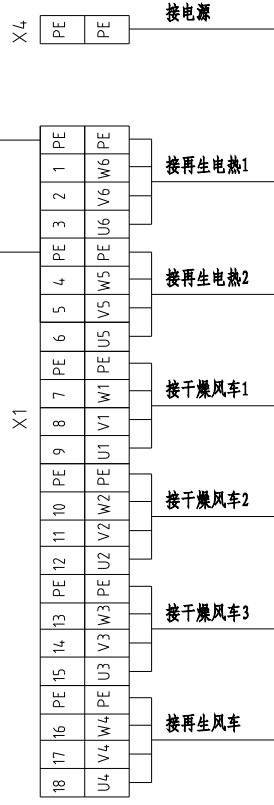 X4
PE PE
接电源
X1
PE PE
1 W6
2 V6
3 U6
接再生电热1
PE PE
4 W5
5 V5
6 U5
接再生电热2
PE PE
7 W1
8 V1
9 U1
接干燥风车1
PE PE
10 W2
11 V2
12 U2
接干燥风车2
PE PE
13 W3
14 V3
15 U3
接干燥风车3
PE PE
16 W4
17 V4
18 U4
接再生风车